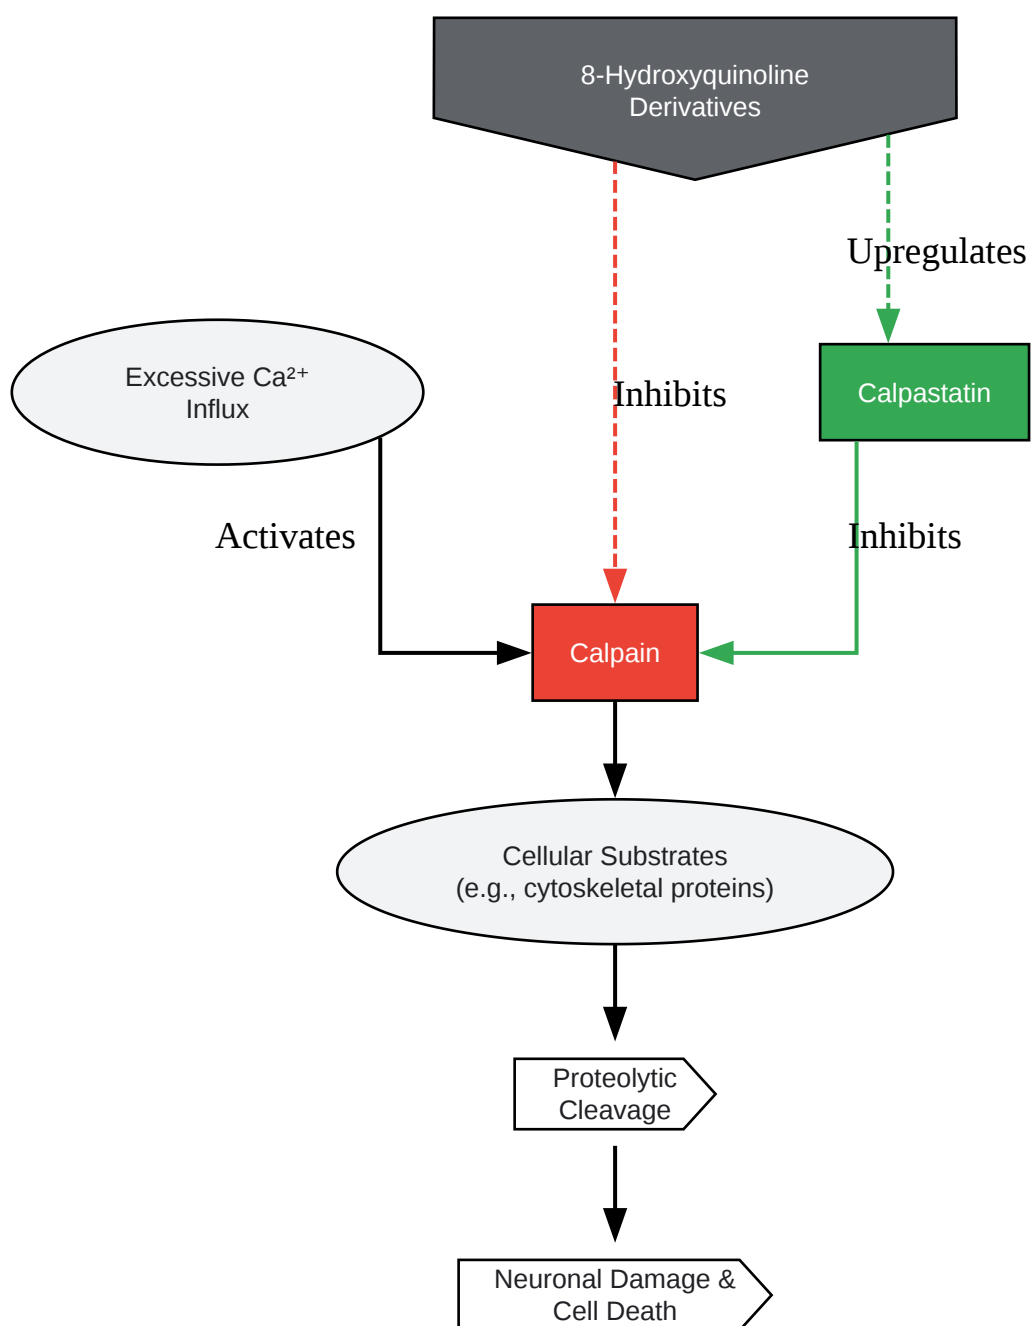 8-Hydroxyquinoline
Derivatives
Upregulates
Excessive Ca²⁺
Influx
Inhibits
Calpastatin
Activates
Inhibits
Calpain
Cellular Substrates
(e.g., cytoskeletal proteins)
Proteolytic
Cleavage
Neuronal Damage &
Cell Death